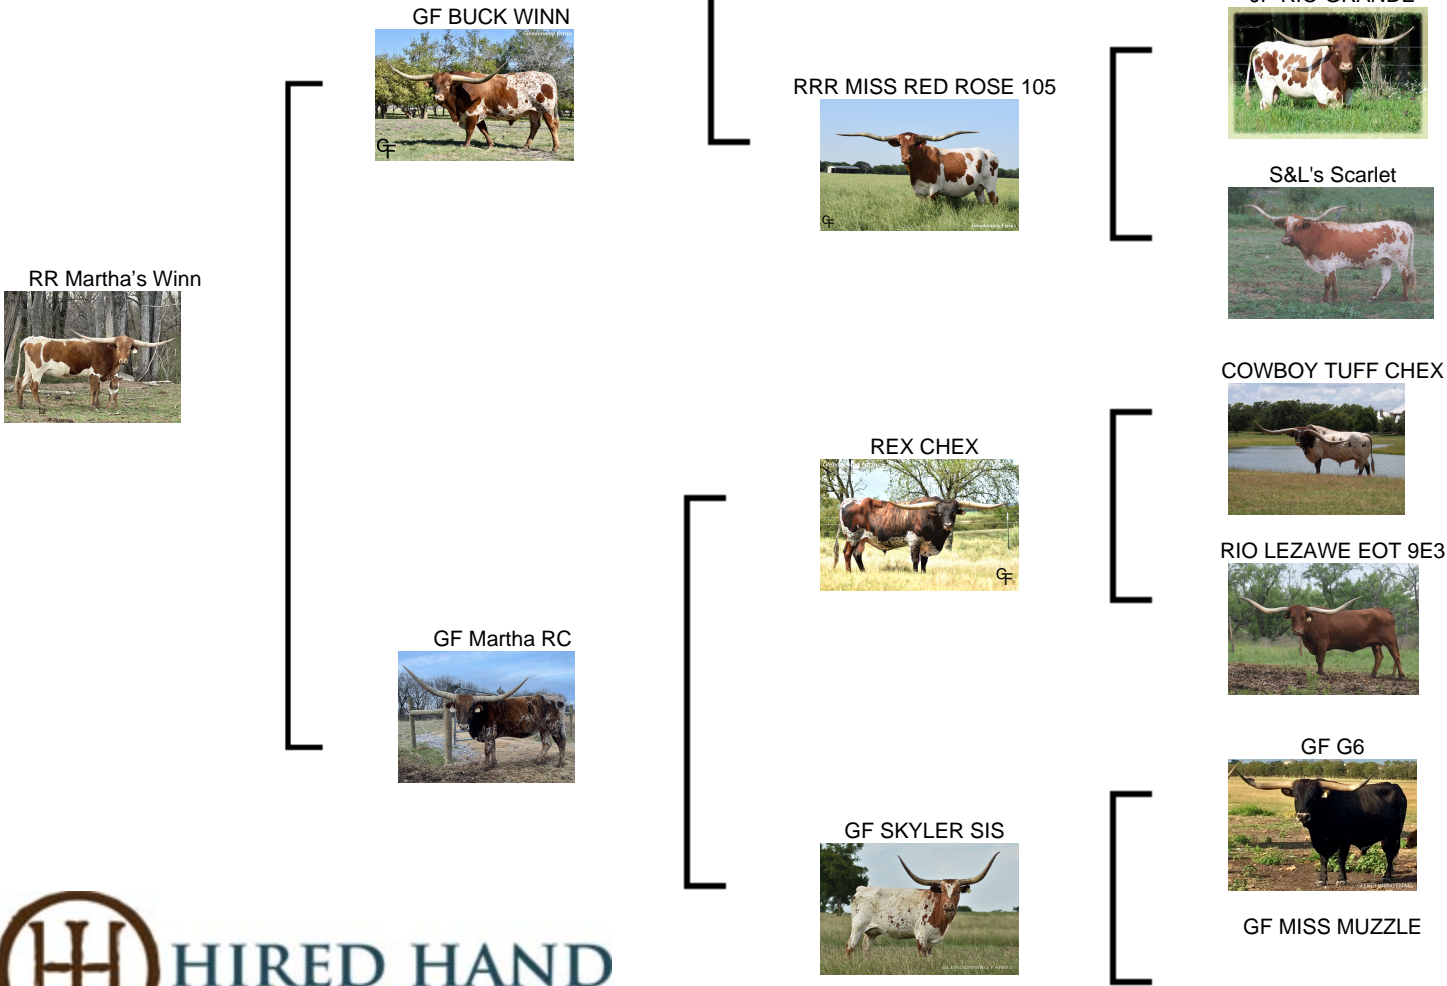 GF BUCK WINN
RRR MISS RED ROSE 105
S&L's Scarlet
RR Martha's Winn
COWBOY TUFF CHEX
REX CHEX
RIO LEZAWE EOT 9E3
GF Martha RC
GF G6
GF SKYLER SIS
GF MISS MUZZLE
HIRED HAND